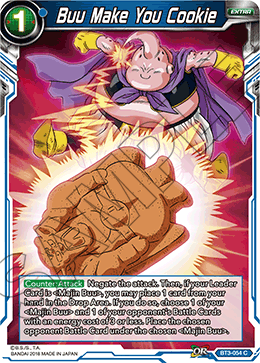 1
Buu Make You Cookie
EXTRA
Counter Attack Negate the attack. Then, if your Leader
Card is <Majin Buu>, you may place 1 card from your
hand in the Drop Area. If you do so, choose 1 of your
<Majin Buu> and 1 of your opponent's Battle Cards
with an energy cost of 3 or less. Place the chosen
opponent Battle Card under the chosen <Majin Buu>.
©B.S./S., T.A.
BANDAI 2018 MADE IN JAPAN
BT3-054 C